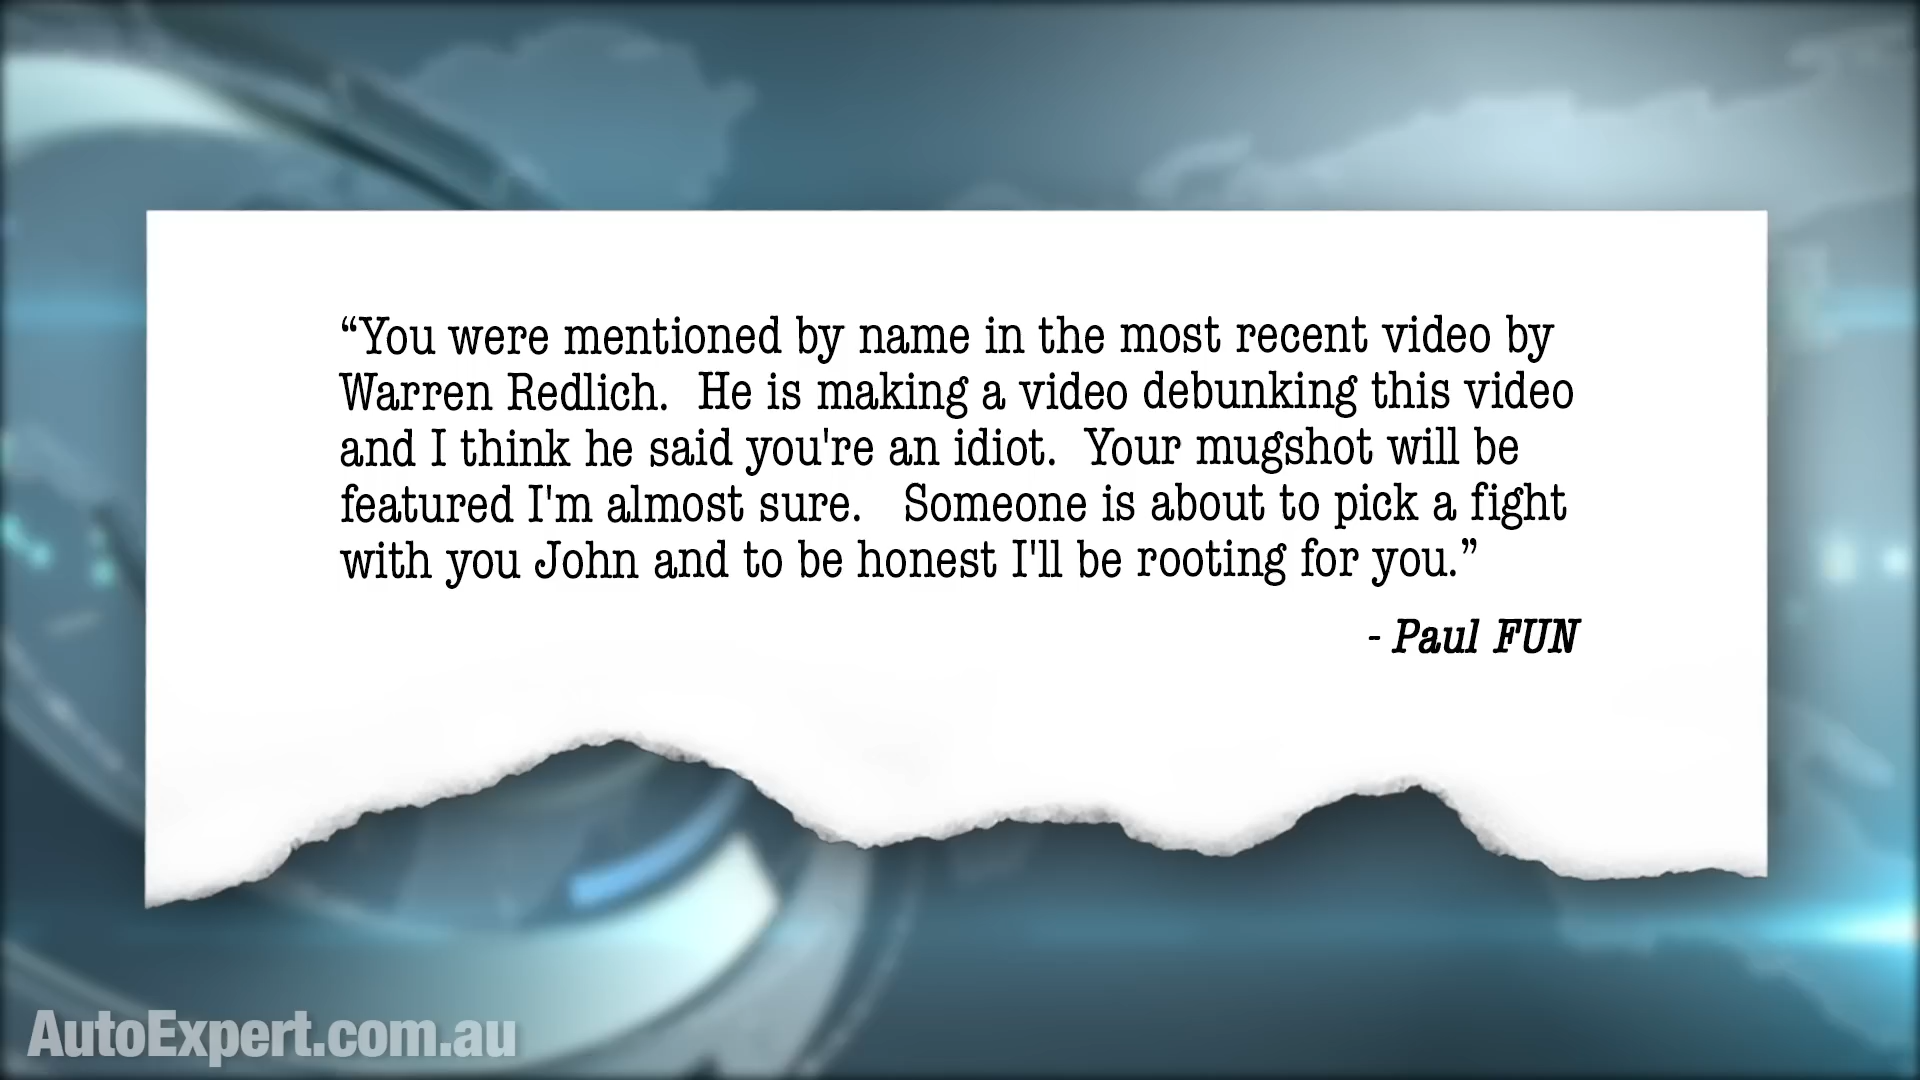 “You were mentioned by name in the most recent video by
Warren Redlich.  He is making a video debunking this video
and I think he said you're an idiot.  Your mugshot will be
featured I'm almost sure.   Someone is about to pick a fight
with you John and to be honest I'll be rooting for you.”
- Paul FUN
AutoExpert.com.au